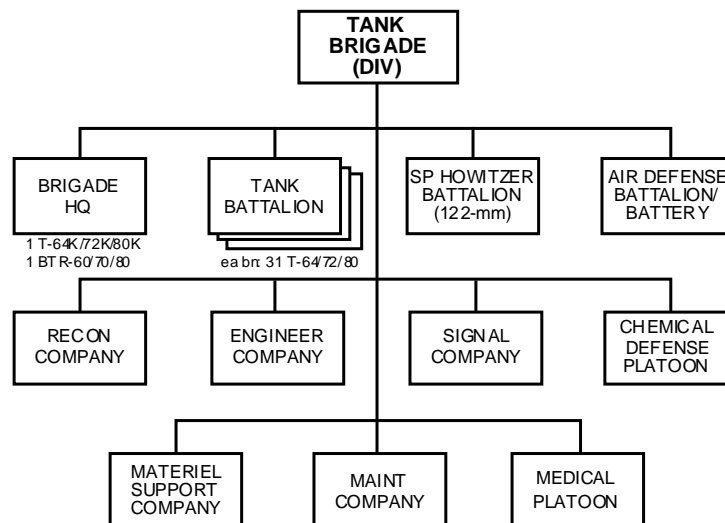 TANK
BRIGADE
(DIV)
BRIGADE
HQ
1 T-64K/72K/80K
1 BTR-60/70/80
TANK
BATTALION
ea bn: 31 T-64/72/80
SP HOWITZER
BATTALION
(122-mm)
AIR DEFENSE
BATTALION/
BATTERY
RECON
COMPANY
ENGINEER
COMPANY
SIGNAL
COMPANY
CHEMICAL
DEFENSE
PLATOON
MATERIEL
SUPPORT
COMPANY
MAINT
COMPANY
MEDICAL
PLATOON